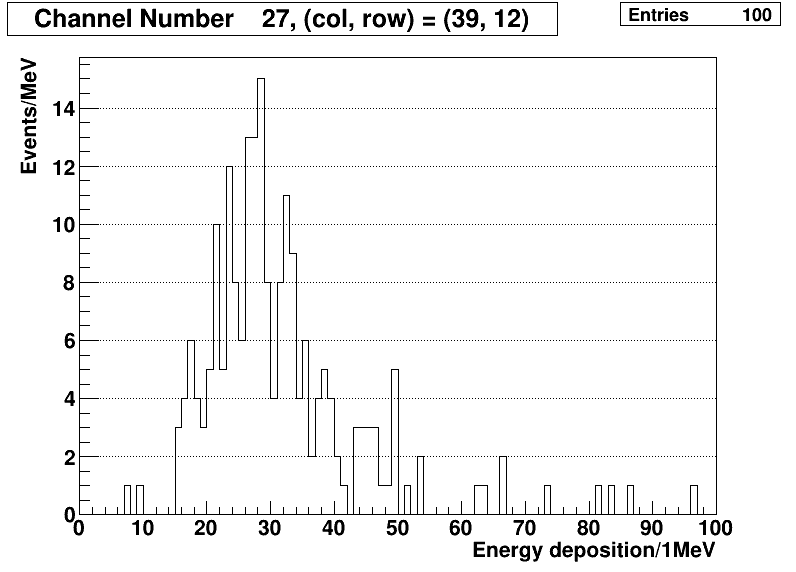 Channel Number 27, (col, row) = (39, 12)
Entries 100
Events/MeV
14
12
10
8
6
4
2
0
0 10 20 30 40 50 60 70 80 90 100
Energy deposition/1MeV